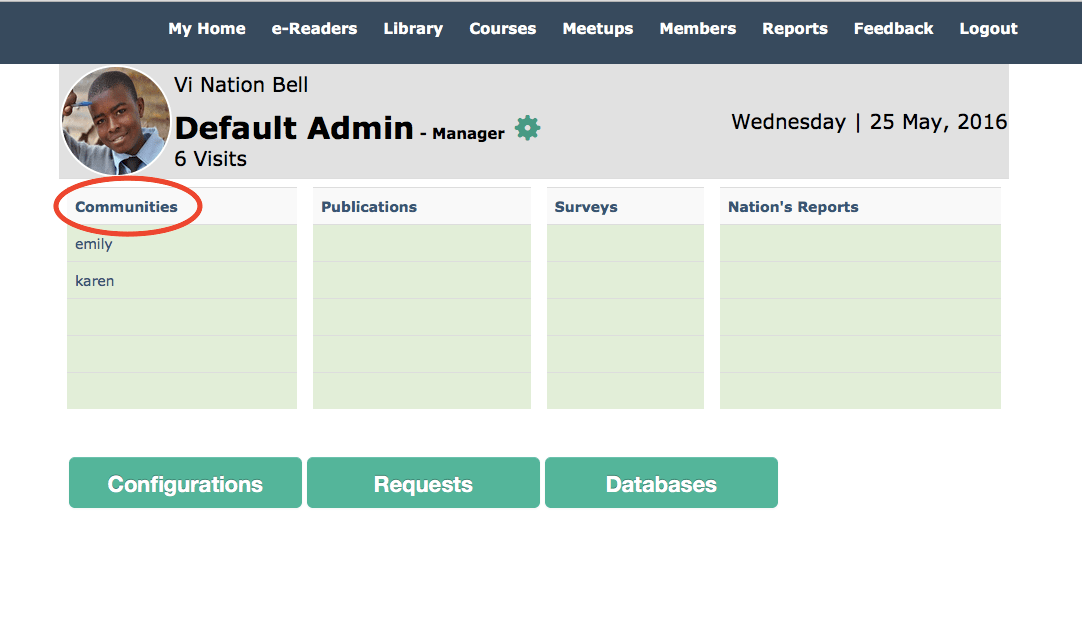 My Home e-Readers Library Courses Meetups Members Reports Feedback Logout
Vi Nation Bell
Default Admin - Manager
Wednesday | 25 May, 2016
6 Visits
Communities Publications Surveys Nation's Reports
emily
karen
Configurations Requests Databases